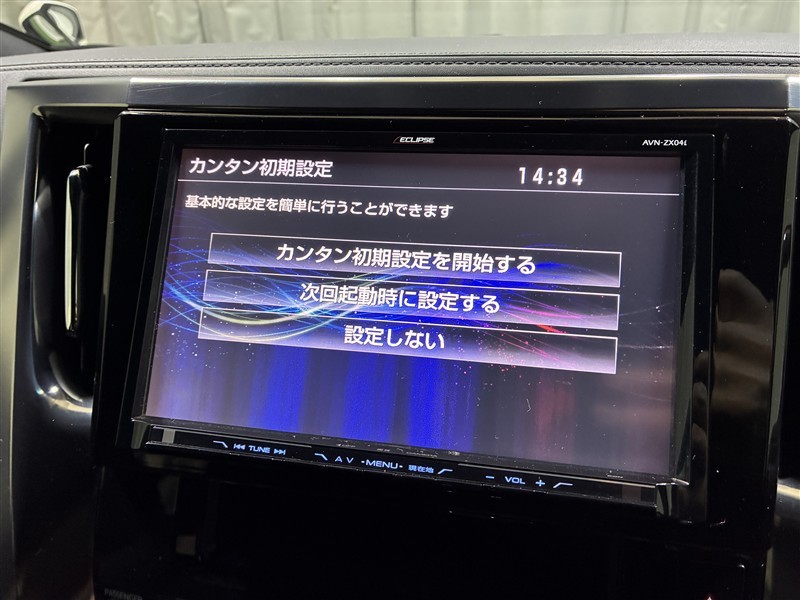 ECLIPSE
AVN-ZX04i
カンタン初期設定
14:34
基本的な設定を簡単に行うことができます
カンタン初期設定を開始する
次回起動時に設定する
設定しない
TUNE
AV
MENU
現在地
− VOL +
PASSENGER